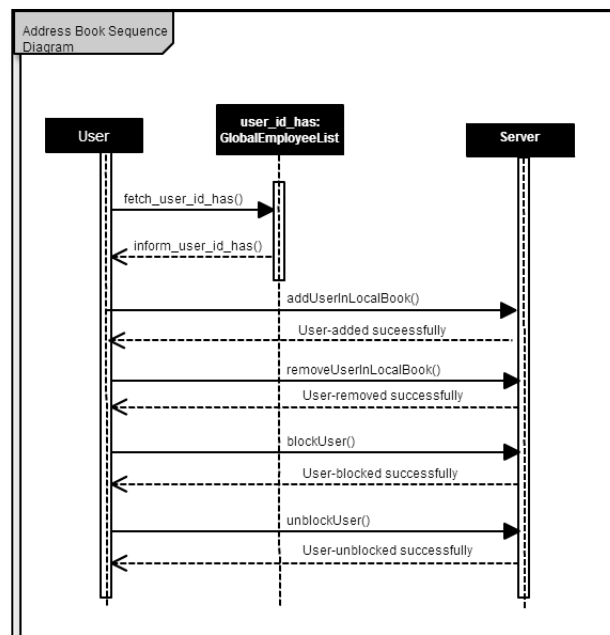 Address Book Sequence
Diagram
User
user_id_has:
GlobalEmployeeList
Server
fetch_user_id_has()
inform_user_id_has()
addUserInLocalBook()
User-added suceessfully
removeUserInLocalBook()
User-removed successfully
blockUser()
User-blocked successfully
unblockUser()
User-unblocked successfully